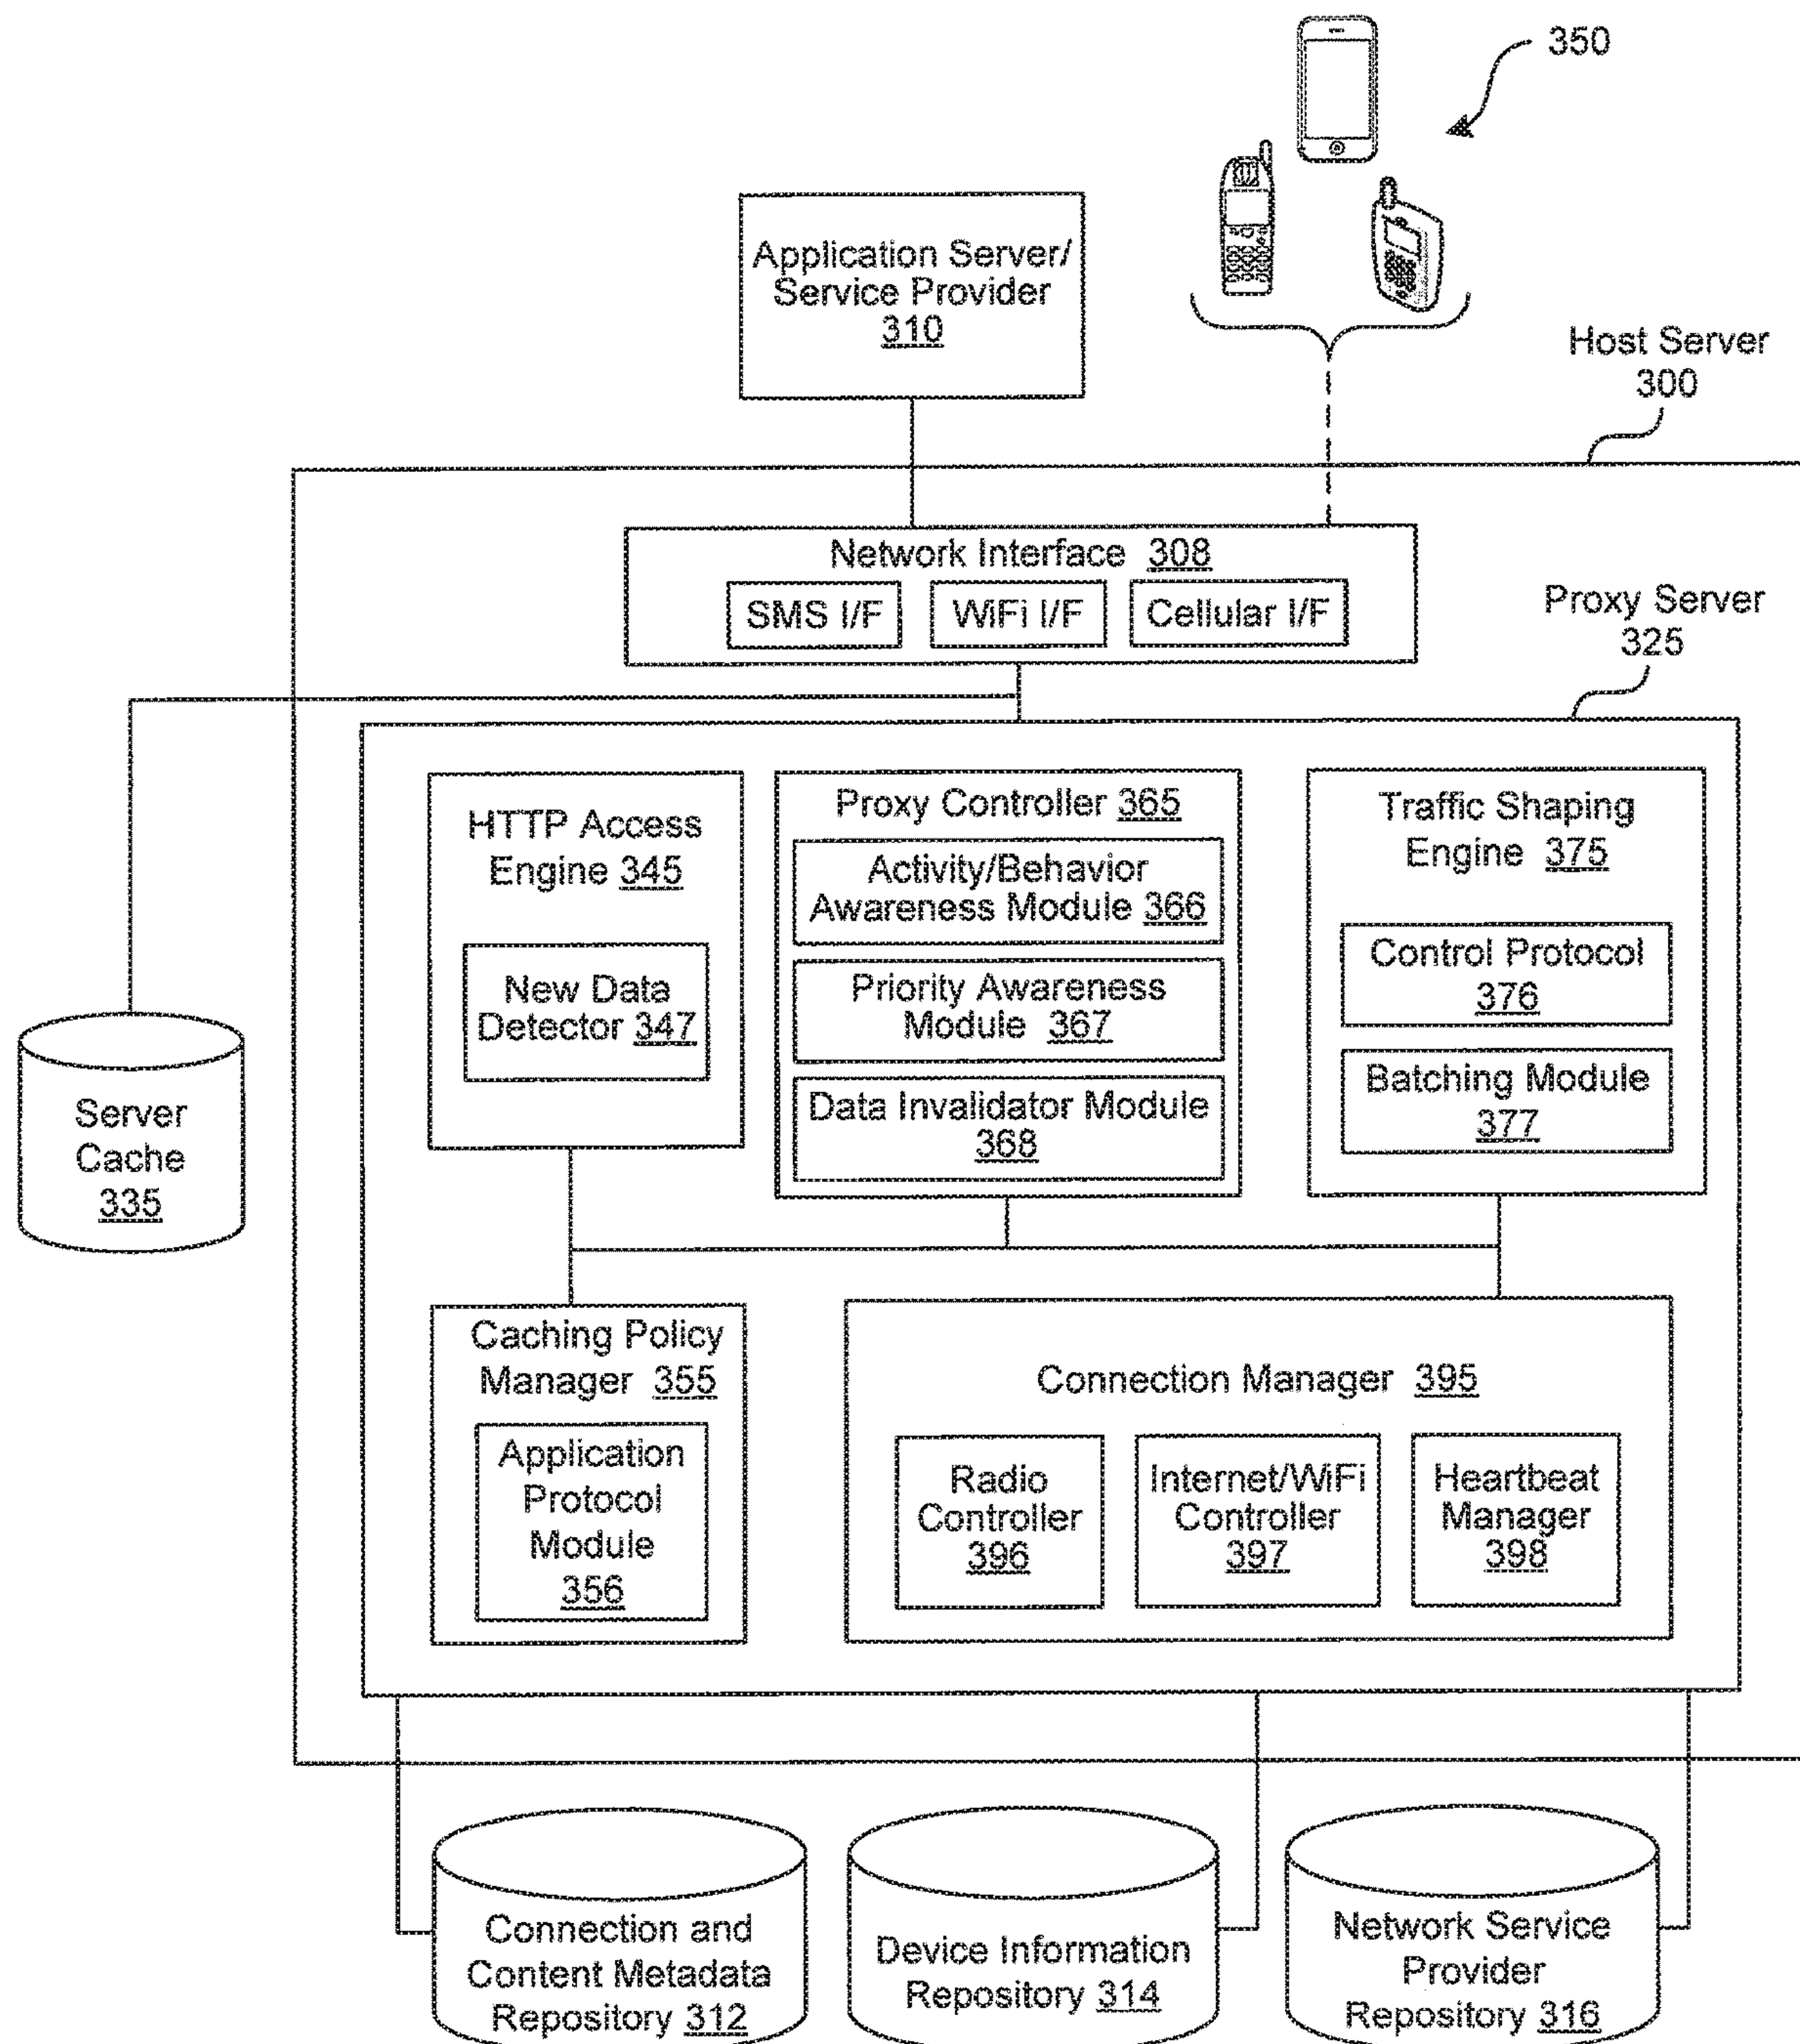 350
Application Server/
Service Provider
310
Host Server
300
Network Interface 308
SMS I/F
WiFi I/F
Cellular I/F
Proxy Server
325
HTTP Access
Engine 345
New Data
Detector 347
Proxy Controller 365
Activity/Behavior
Awareness Module 366
Priority Awareness
Module 367
Data Invalidator Module
368
Traffic Shaping
Engine 375
Control Protocol
376
Batching Module
377
Server
Cache
335
Caching Policy
Manager 355
Application
Protocol
Module
356
Connection Manager 395
Radio
Controller
396
Internet/WiFi
Controller
397
Heartbeat
Manager
398
Connection and
Content Metadata
Repository 312
Device Information
Repository 314
Network Service
Provider
Repository 316